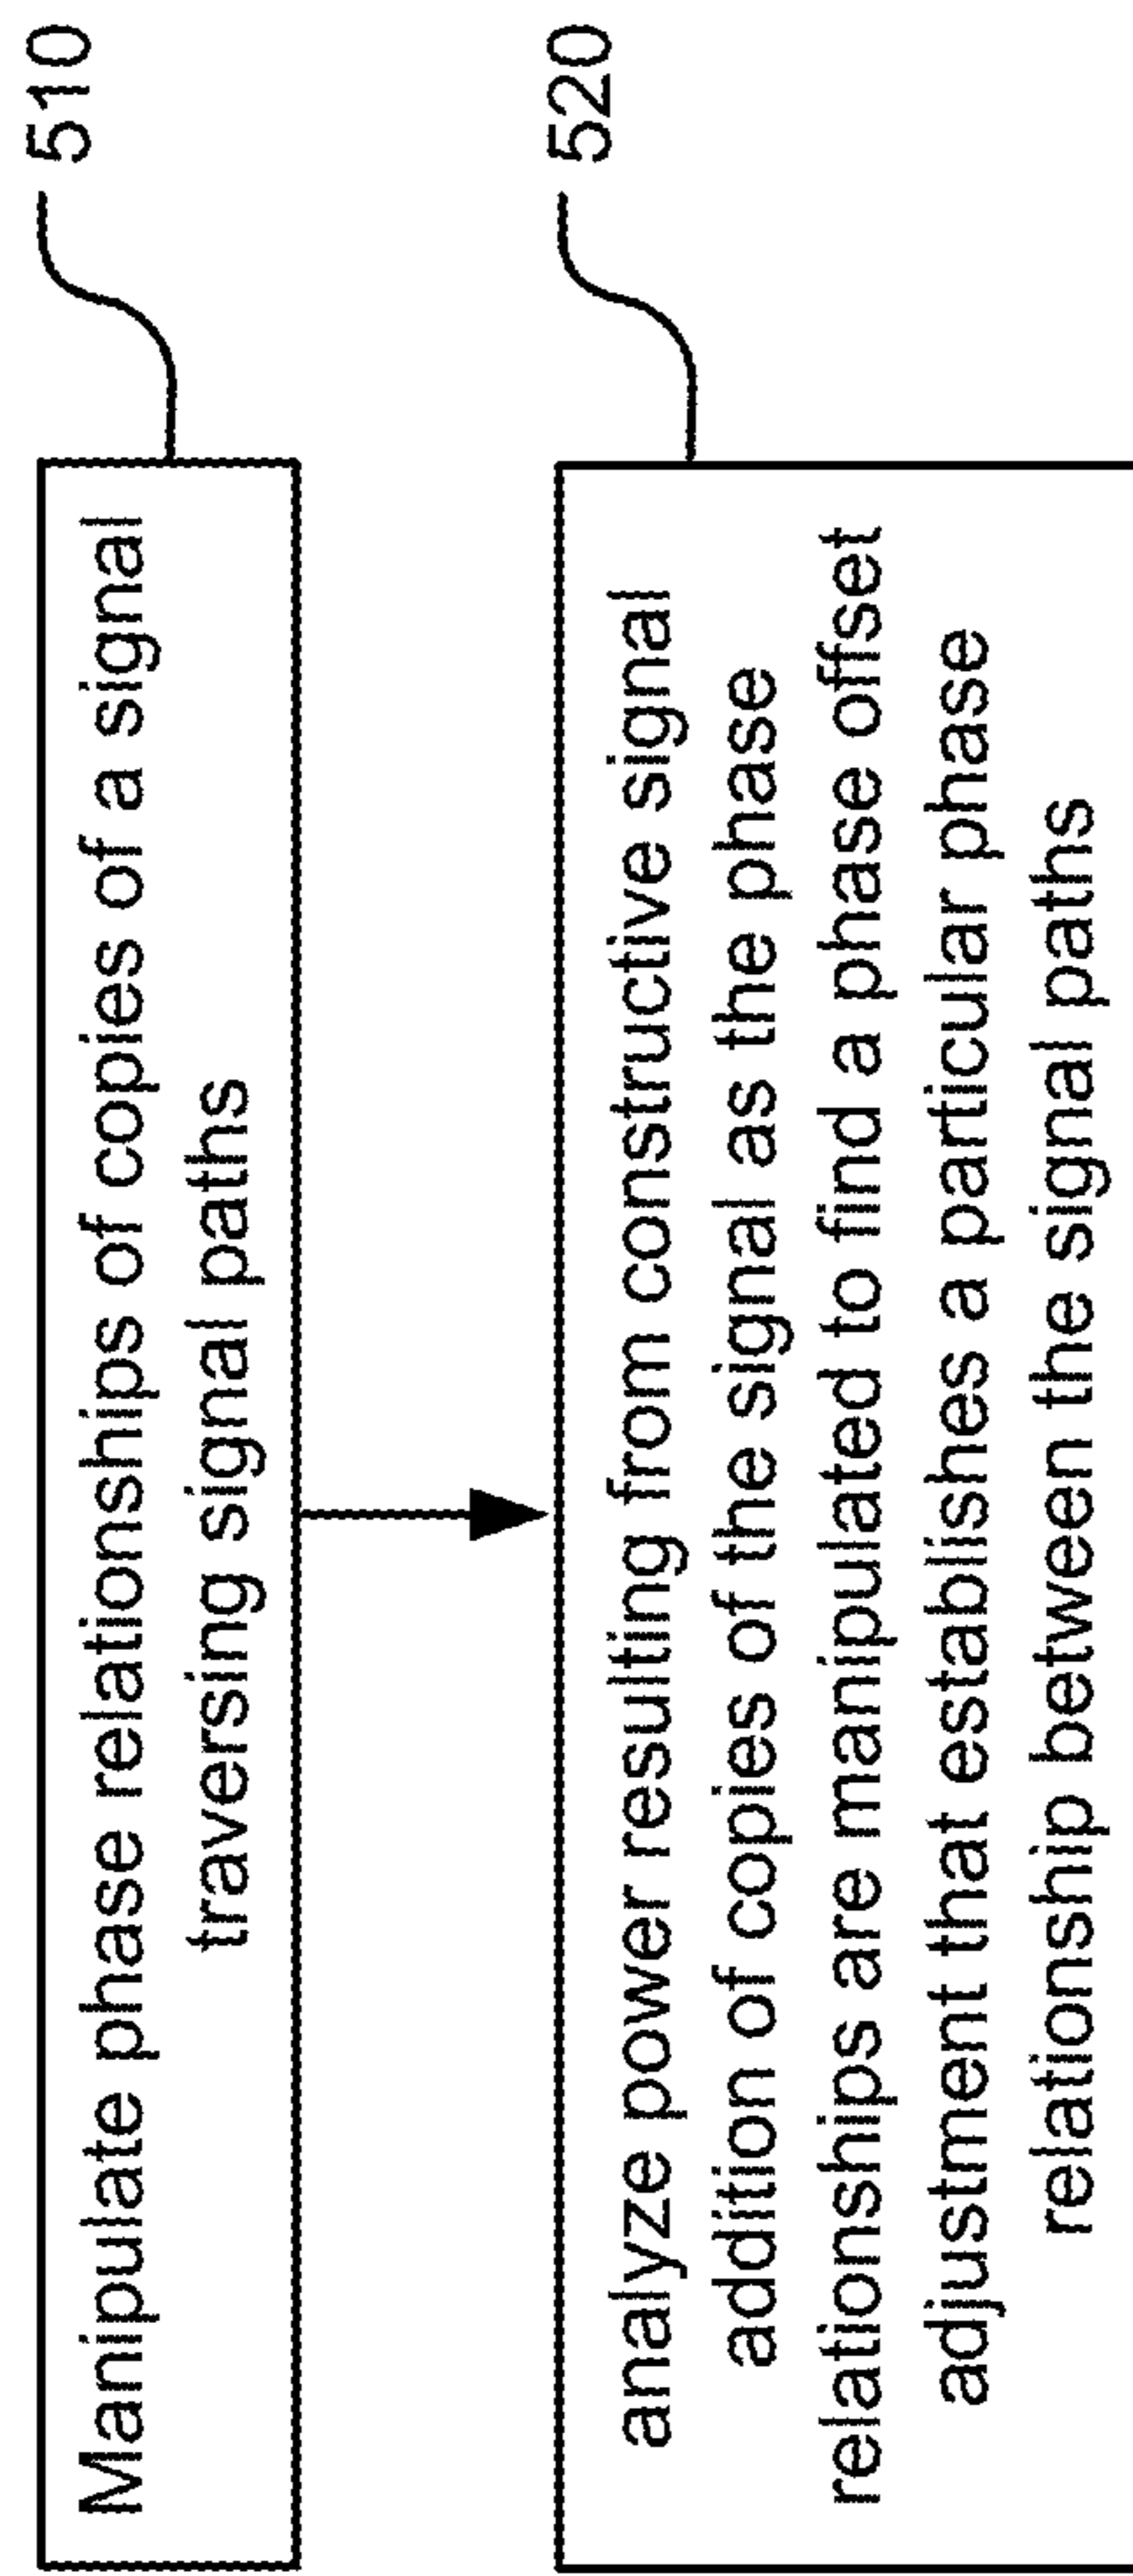 510
Manipulate phase relationships of copies of a signal
traversing signal paths
520
analyze power resulting from constructive signal
addition of copies of the signal as the phase
relationships are manipulated to find a phase offset
adjustment that establishes a particular phase
relationship between the signal paths